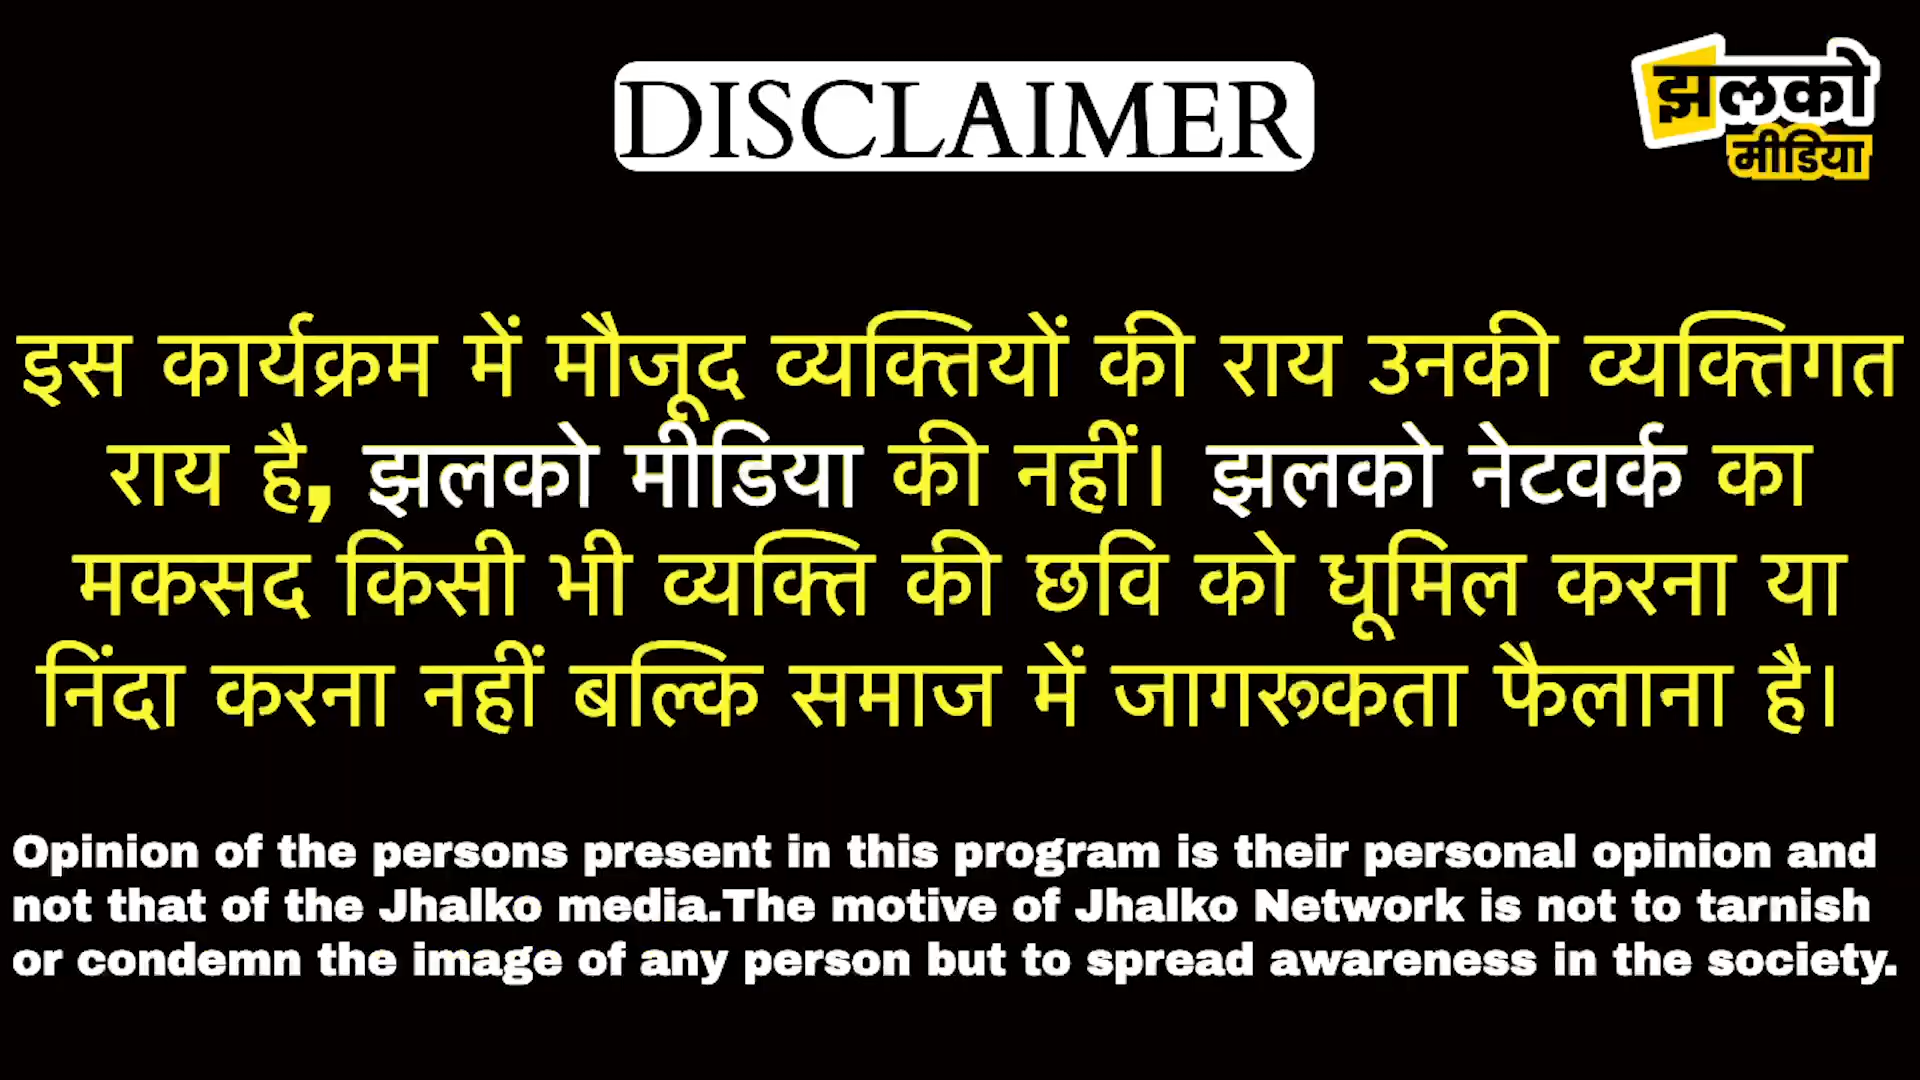 DISCLAIMER
झलको
मीडिया
इस कार्यक्रम में मौजूद व्यक्तियों की राय उनकी व्यक्तिगत
राय है, झलको मीडिया की नहीं। झलको नेटवर्क का
मकसद किसी भी व्यक्ति की छवि को धूमिल करना या
निंदा करना नहीं बल्कि समाज में जागरूकता फैलाना है।
Opinion of the persons present in this program is their personal opinion and
not that of the Jhalko media.The motive of Jhalko Network is not to tarnish
or condemn the image of any person but to spread awareness in the society.